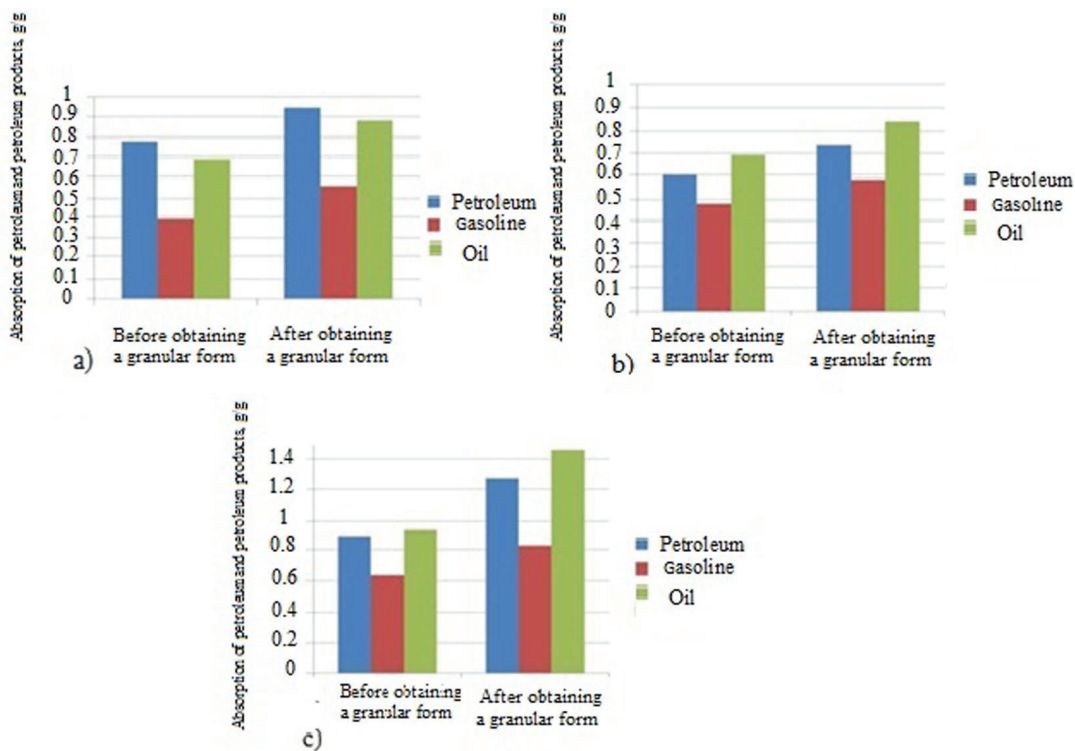 Absorption of petroleum and petroleum products, g/g
1
0.9
0.8
0.7
0.6
0.5
0.4
0.3
0.2
0.1
0
Before obtaining
a granular form
After obtaining
a granular form
Petroleum
Gasoline
Oil
a)
Absorption of petroleum and petroleum products, g/g
1
0.9
0.8
0.7
0.6
0.5
0.4
0.3
0.2
0.1
0
Before obtaining
a granular form
After obtaining
a granular form
Petroleum
Gasoline
Oil
b)
Absorption of petroleum and petroleum products, g/g
1.4
1.2
1
0.8
0.6
0.4
0.2
0
Before obtaining
a granular form
After obtaining
a granular form
Petroleum
Gasoline
Oil
c)